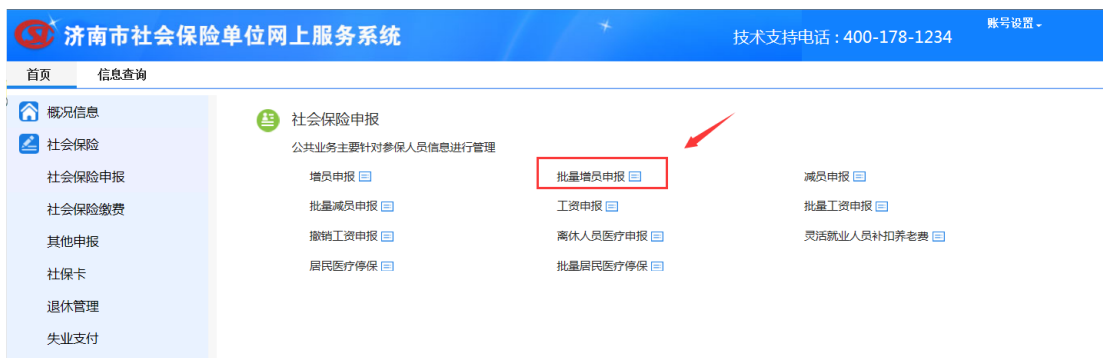 济南市社会保险单位网上服务系统
技术支持电话：400-178-1234
账号设置
首页 信息查询
概况信息
社会保险
社会保险申报
社会保险缴费
其他申报
社保卡
退休管理
失业支付
社会保险申报
公共业务主要针对参保人员信息进行管理
增员申报 批量增员申报 减员申报
批量减员申报 工资申报 批量工资申报
撤销工资申报 离休人员医疗申报 灵活就业人员补扣养老费
居民医疗停保 批量居民医疗停保